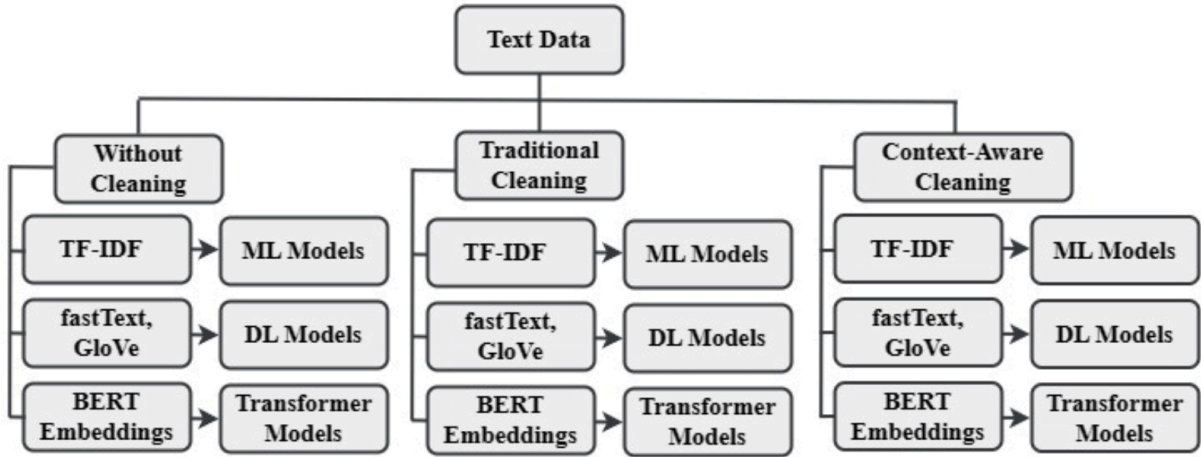 Text Data
Without
Cleaning
TF-IDF
ML Models
fastText,
GloVe
DL Models
BERT
Embeddings
Transformer
Models
Traditional
Cleaning
TF-IDF
ML Models
fastText,
GloVe
DL Models
BERT
Embeddings
Transformer
Models
Context-Aware
Cleaning
TF-IDF
ML Models
fastText,
GloVe
DL Models
BERT
Embeddings
Transformer
Models